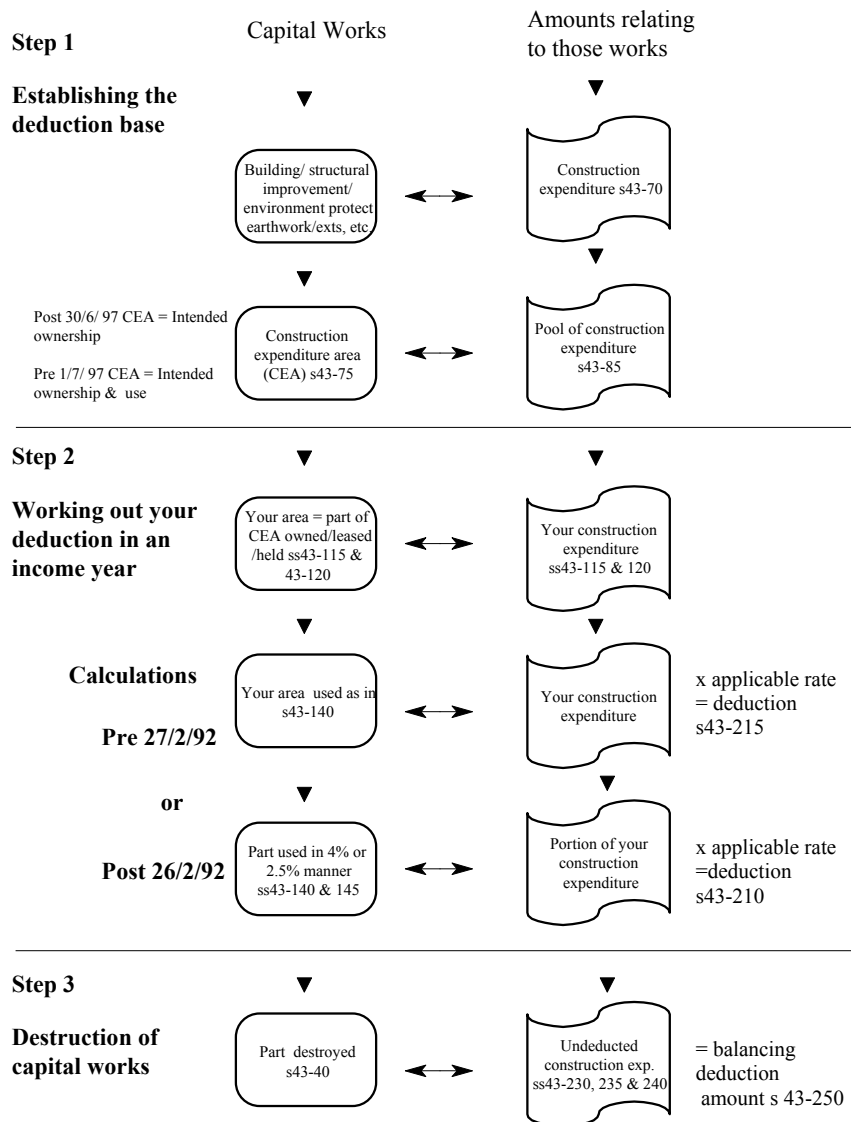 Step 1
Capital Works
Amounts relating
to those works
Establishing the
deduction base
Building/ structural
improvement/
environment protect
earthwork/exts, etc.
Construction
expenditure s43-70
Post 30/6/ 97 CEA = Intended
ownership
Pre 1/7/ 97 CEA = Intended
ownership & use
Construction
expenditure area
(CEA) s43-75
Pool of construction
expenditure
s43-85
Step 2
Working out your
deduction in an
income year
Your area = part of
CEA owned/leased
/held ss43-115 &
43-120
Your construction
expenditure
ss43-115 & 120
Calculations
Pre 27/2/92
Your area used as in
s43-140
Your construction
expenditure
x applicable rate
= deduction
s43-215
or
Post 26/2/92
Part used in 4% or
2.5% manner
ss43-140 & 145
Portion of your
construction
expenditure
x applicable rate
=deduction
s43-210
Step 3
Destruction of
capital works
Part destroyed
s43-40
Undeducted
construction exp.
ss43-230, 235 & 240
= balancing
deduction
amount s 43-250